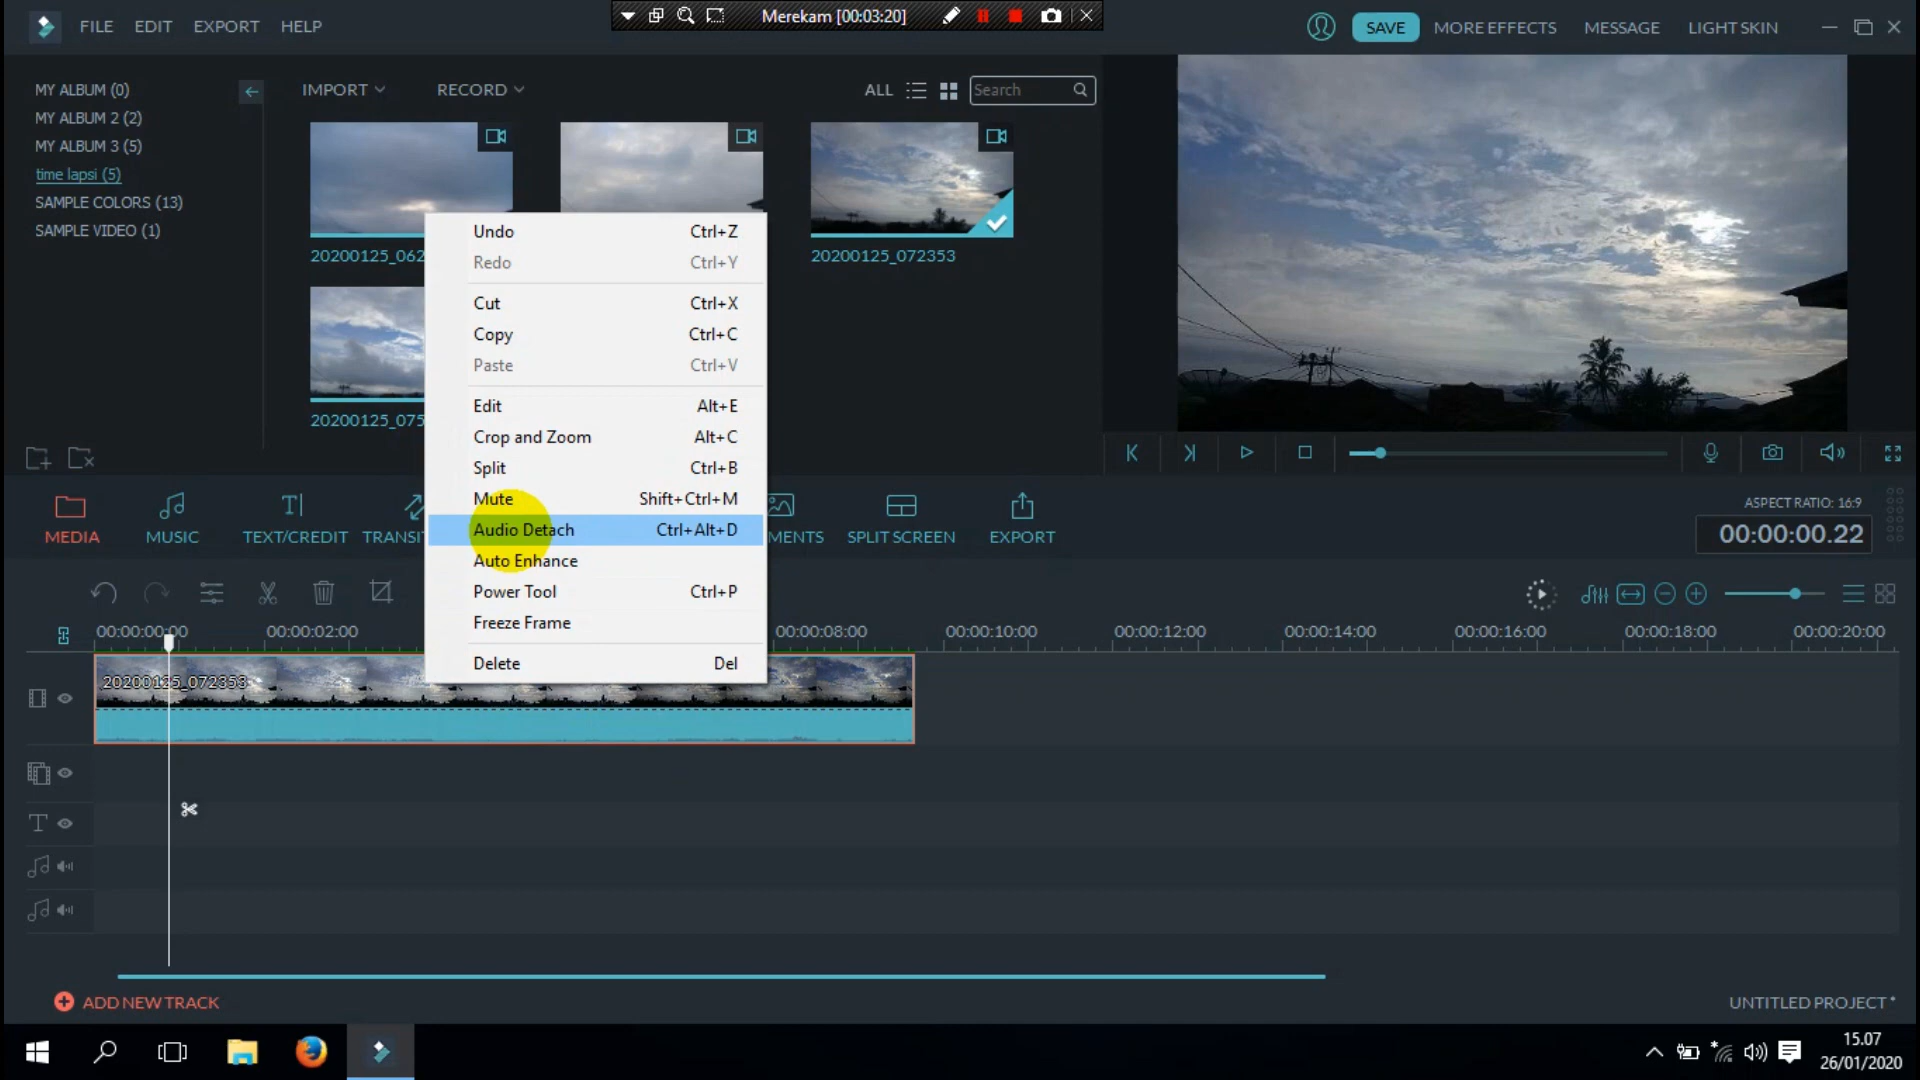 FILE EDIT EXPORT HELP
Merekam [00:03:20]
SAVE MORE EFFECTS MESSAGE LIGHT SKIN
MY ALBUM (0)
MY ALBUM 2 (2)
MY ALBUM 3 (5)
time lapsi (5)
SAMPLE COLORS (13)
SAMPLE VIDEO (1)
IMPORT RECORD ALL Search
20200125_062
20200125_072353
20200125_075
Undo Ctrl+Z
Redo Ctrl+Y
Cut Ctrl+X
Copy Ctrl+C
Paste Ctrl+V
Edit Alt+E
Crop and Zoom Alt+C
Split Ctrl+B
Mute Shift+Ctrl+M
Audio Detach Ctrl+Alt+D
Auto Enhance
Power Tool Ctrl+P
Freeze Frame
Delete Del
MEDIA MUSIC TEXT/CREDIT TRANSI MENTS SPLIT SCREEN EXPORT
ASPECT RATIO: 16:9
00:00:00.22
00:00:00:00 00:00:02:00 00:00:08:00 00:00:10:00 00:00:12:00 00:00:14:00 00:00:16:00 00:00:18:00 00:00:20:00
20200125_072353
T
ADD NEW TRACK
UNTITLED PROJECT *
15.07
26/01/2020